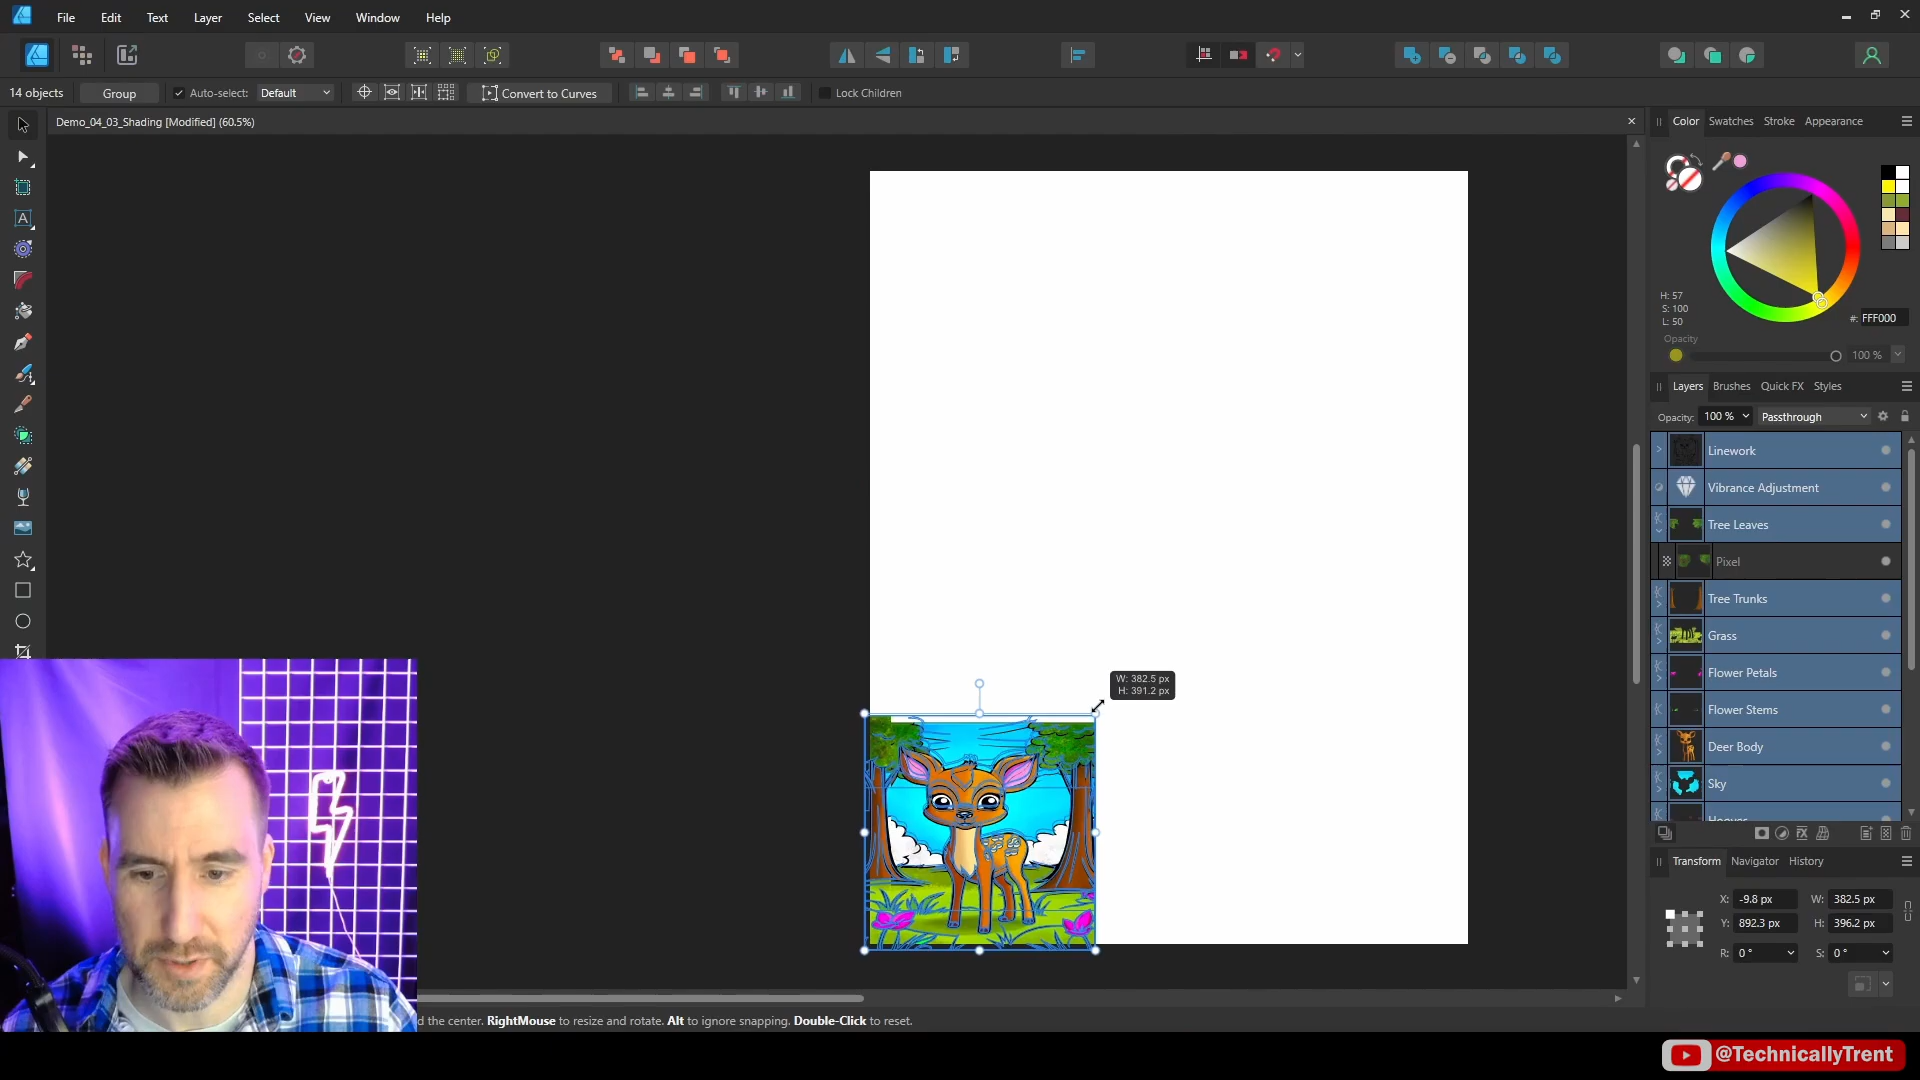 File Edit Text Layer Select View Window Help
14 objects Group Auto-select: Default Convert to Curves Lock Children
Demo_04_03_Shading [Modified] (60.5%)
Color Swatches Stroke Appearance
H: 57
S: 100
L: 50
#: FFF000
Opacity
100 %
Layers Brushes Quick FX Styles
Opacity: 100 % Passthrough
Linework
Vibrance Adjustment
Tree Leaves
Pixel
Tree Trunks
Grass
Flower Petals
Flower Stems
Deer Body
Sky
Hooves
W: 382.5 px
H: 391.2 px
Transform Navigator History
X: -9.8 px W: 382.5 px
Y: 892.3 px H: 396.2 px
R: 0 ° S: 0 °
d the center. RightMouse to resize and rotate. Alt to ignore snapping. Double-Click to reset.
@TechnicallyTrent